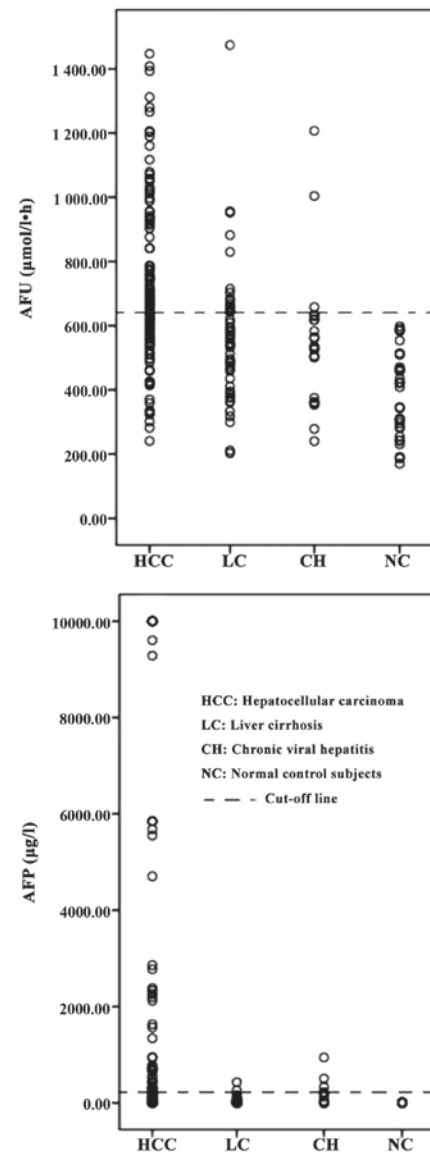 AFU (μmol/l•h)
1 400.00
1 200.00
1 000.00
800.00
600.00
400.00
200.00
0.00
HCC LC CH NC
AFP (μg/l)
10000.00
8000.00
6000.00
4000.00
2000.00
0.00
HCC: Hepatocellular carcinoma
LC: Liver cirrhosis
CH: Chronic viral hepatitis
NC: Normal control subjects
Cut-off line
HCC LC CH NC